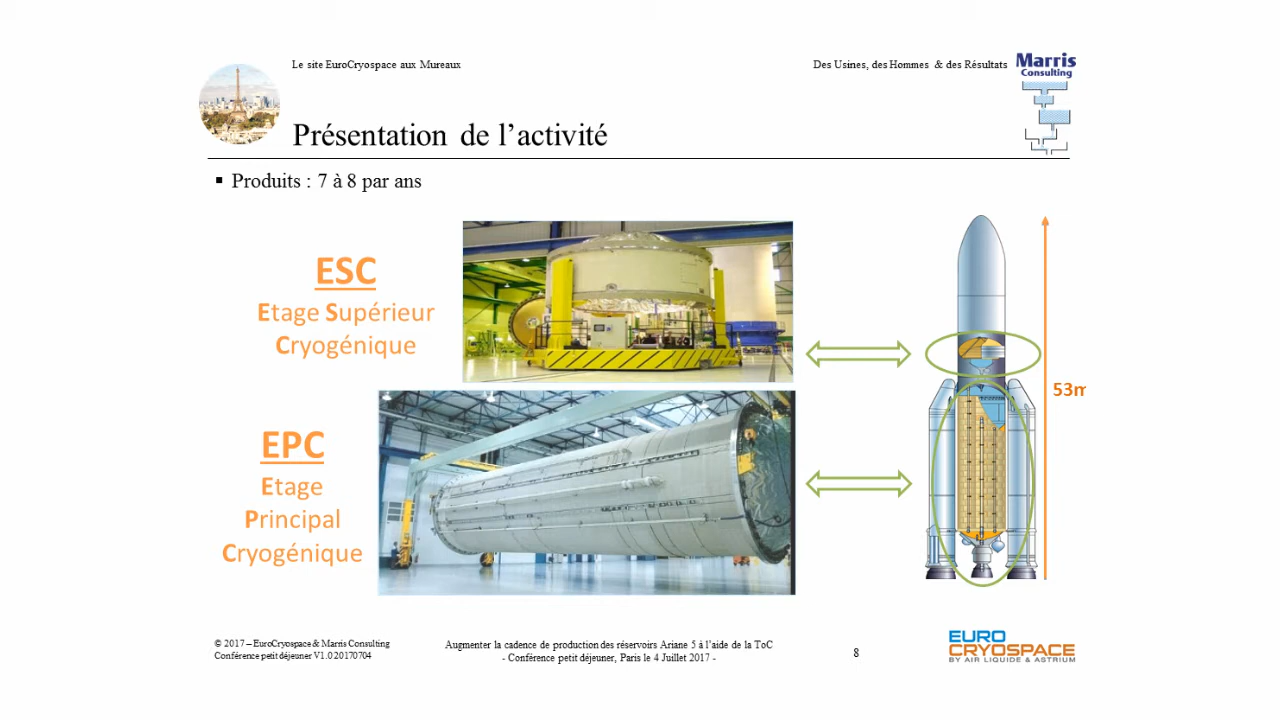 Le site EuroCryospace aux Mureaux
Des Usines, des Hommes & des Résultats
Marris
Consulting
Présentation de l’activité
▪ Produits : 7 à 8 par ans
ESC
Etage Supérieur
Cryogénique
53m
EPC
Etage
Principal
Cryogénique
© 2017 – EuroCryospace & Marris Consulting
Conférence petit déjeuner V1.0 20170704
Augmenter la cadence de production des réservoirs Ariane 5 à l’aide de la ToC
- Conférence petit déjeuner, Paris le 4 Juillet 2017 -
8
EURO
CRYOSPACE
BY AIR LIQUIDE & ASTRIUM